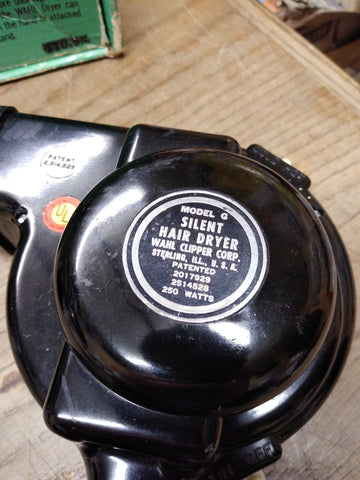 the WAHL Dryer can
PATENT
2,514,528
UL
MODEL G
SILENT
HAIR DRYER
WAHL CLIPPER CORP.
STERLING, ILL., U. S. A.
PATENTED
2017929
2514528
250 WATTS